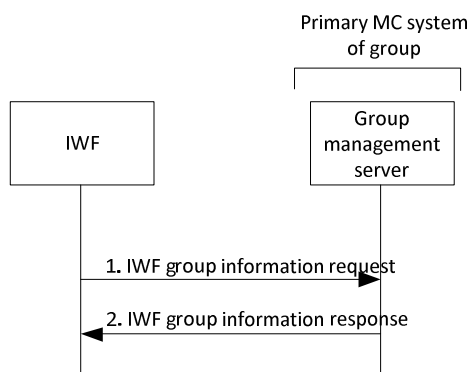 Primary MC system
of group
IWF
Group
management
server
1. IWF group information request
2. IWF group information response